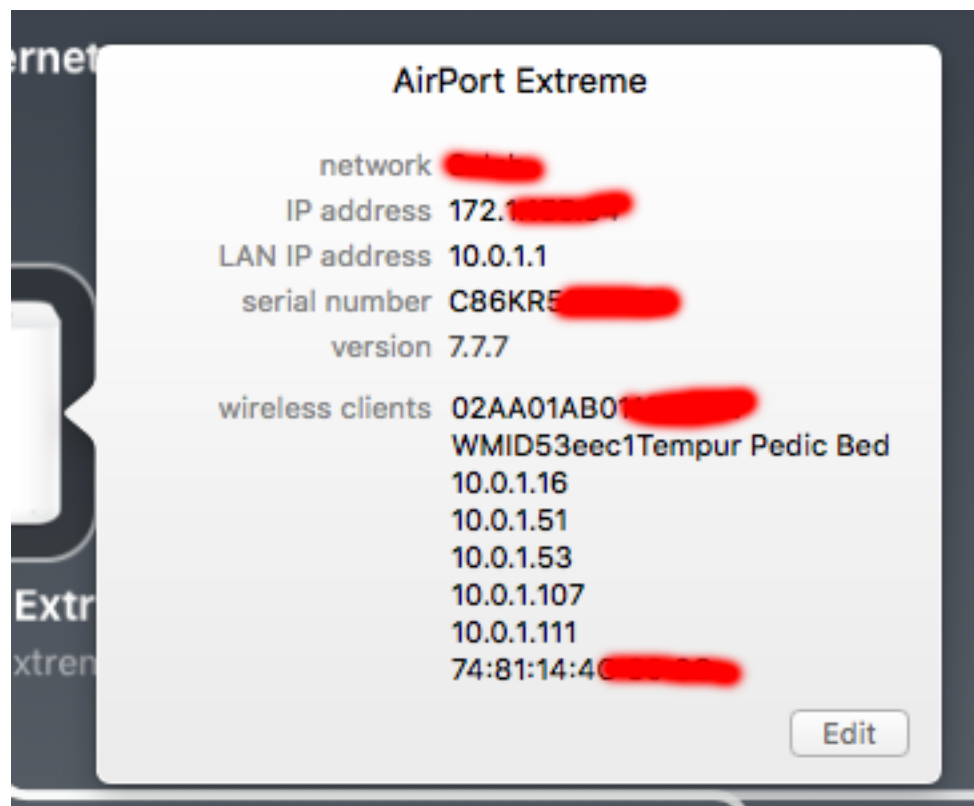 ernet
AirPort Extreme
network
IP address 172.1
LAN IP address 10.0.1.1
serial number C86KR5
version 7.7.7
wireless clients 02AA01AB01
WMID53eec1Tempur Pedic Bed
10.0.1.16
10.0.1.51
10.0.1.53
10.0.1.107
10.0.1.111
74:81:14:4
Extr
xtren
Edit